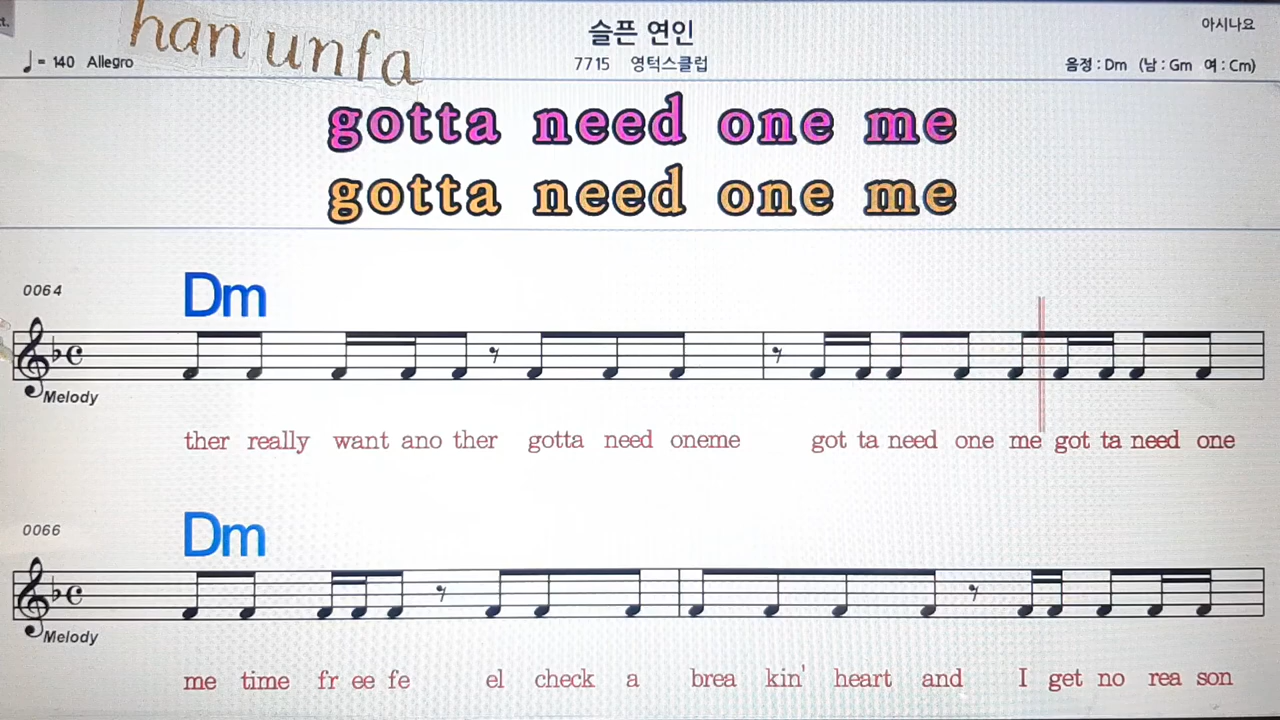 t.
han unfa
슬픈 연인
아시나요
♩= 140 Allegro
7715 영턱스클럽
음정 : Dm (남 : Gm 여 : Cm)
gotta need one me
gotta need one me
0064
Dm
Melody
ther really want ano ther gotta need oneme got ta need one me got ta need one
0066
Dm
Melody
me time fr ee fe el check a brea kin' heart and I get no rea son